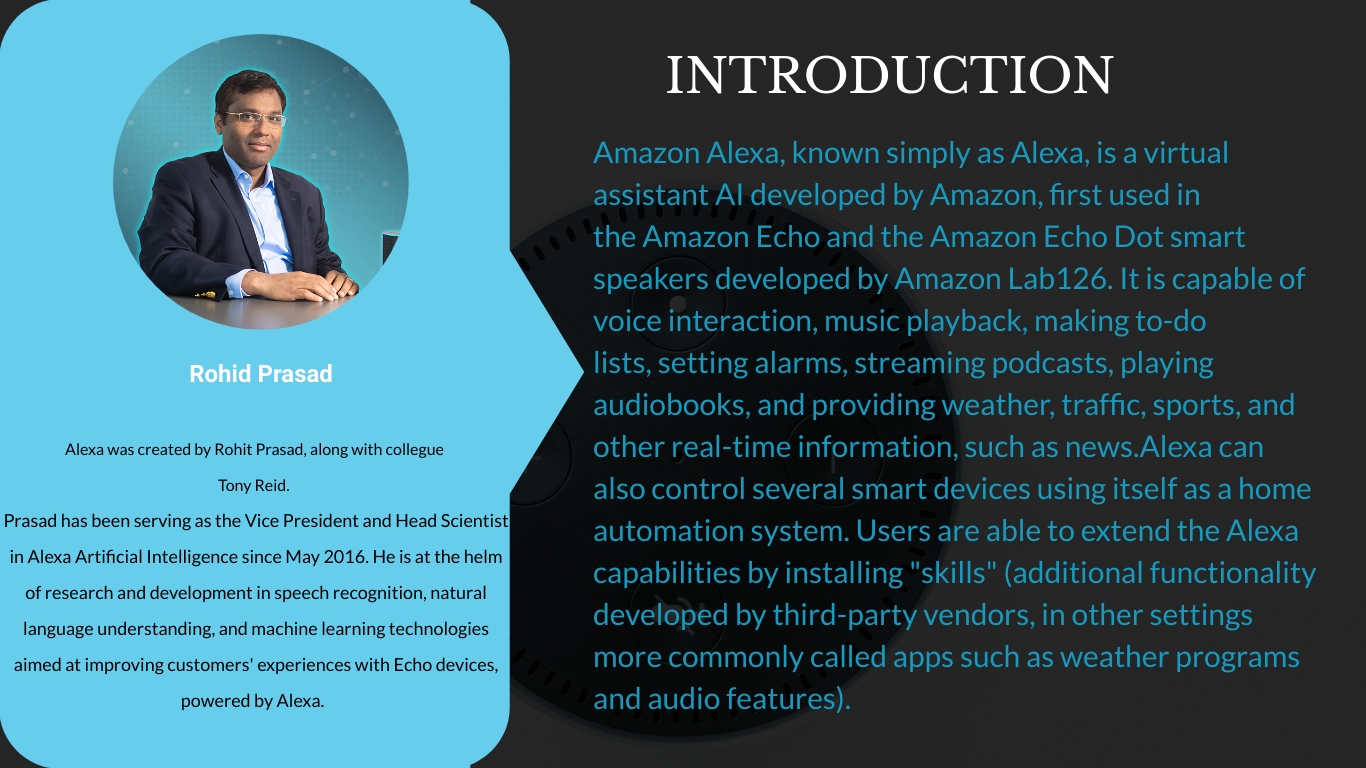 Rohid Prasad
Alexa was created by Rohit Prasad, along with collegue
Tony Reid.
Prasad has been serving as the Vice President and Head Scientist
in Alexa Artificial Intelligence since May 2016. He is at the helm
of research and development in speech recognition, natural
language understanding, and machine learning technologies
aimed at improving customers' experiences with Echo devices,
powered by Alexa.
INTRODUCTION
Amazon Alexa, known simply as Alexa, is a virtual
assistant AI developed by Amazon, first used in
the Amazon Echo and the Amazon Echo Dot smart
speakers developed by Amazon Lab126. It is capable of
voice interaction, music playback, making to-do
lists, setting alarms, streaming podcasts, playing
audiobooks, and providing weather, traffic, sports, and
other real-time information, such as news.Alexa can
also control several smart devices using itself as a home
automation system. Users are able to extend the Alexa
capabilities by installing "skills" (additional functionality
developed by third-party vendors, in other settings
more commonly called apps such as weather programs
and audio features).